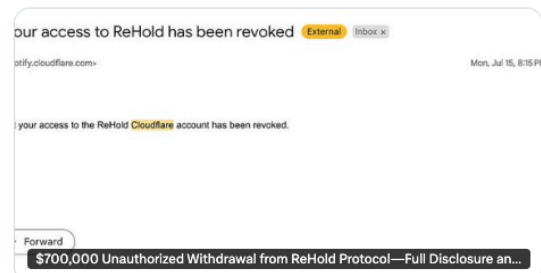 our access to ReHold has been revoked External Inbox x
otify.cloudflare.com> Mon, Jul 15, 8:15 P
your access to the ReHold Cloudflare account has been revoked.
Forward
$700,000 Unauthorized Withdrawal from ReHold Protocol—Full Disclosure an...